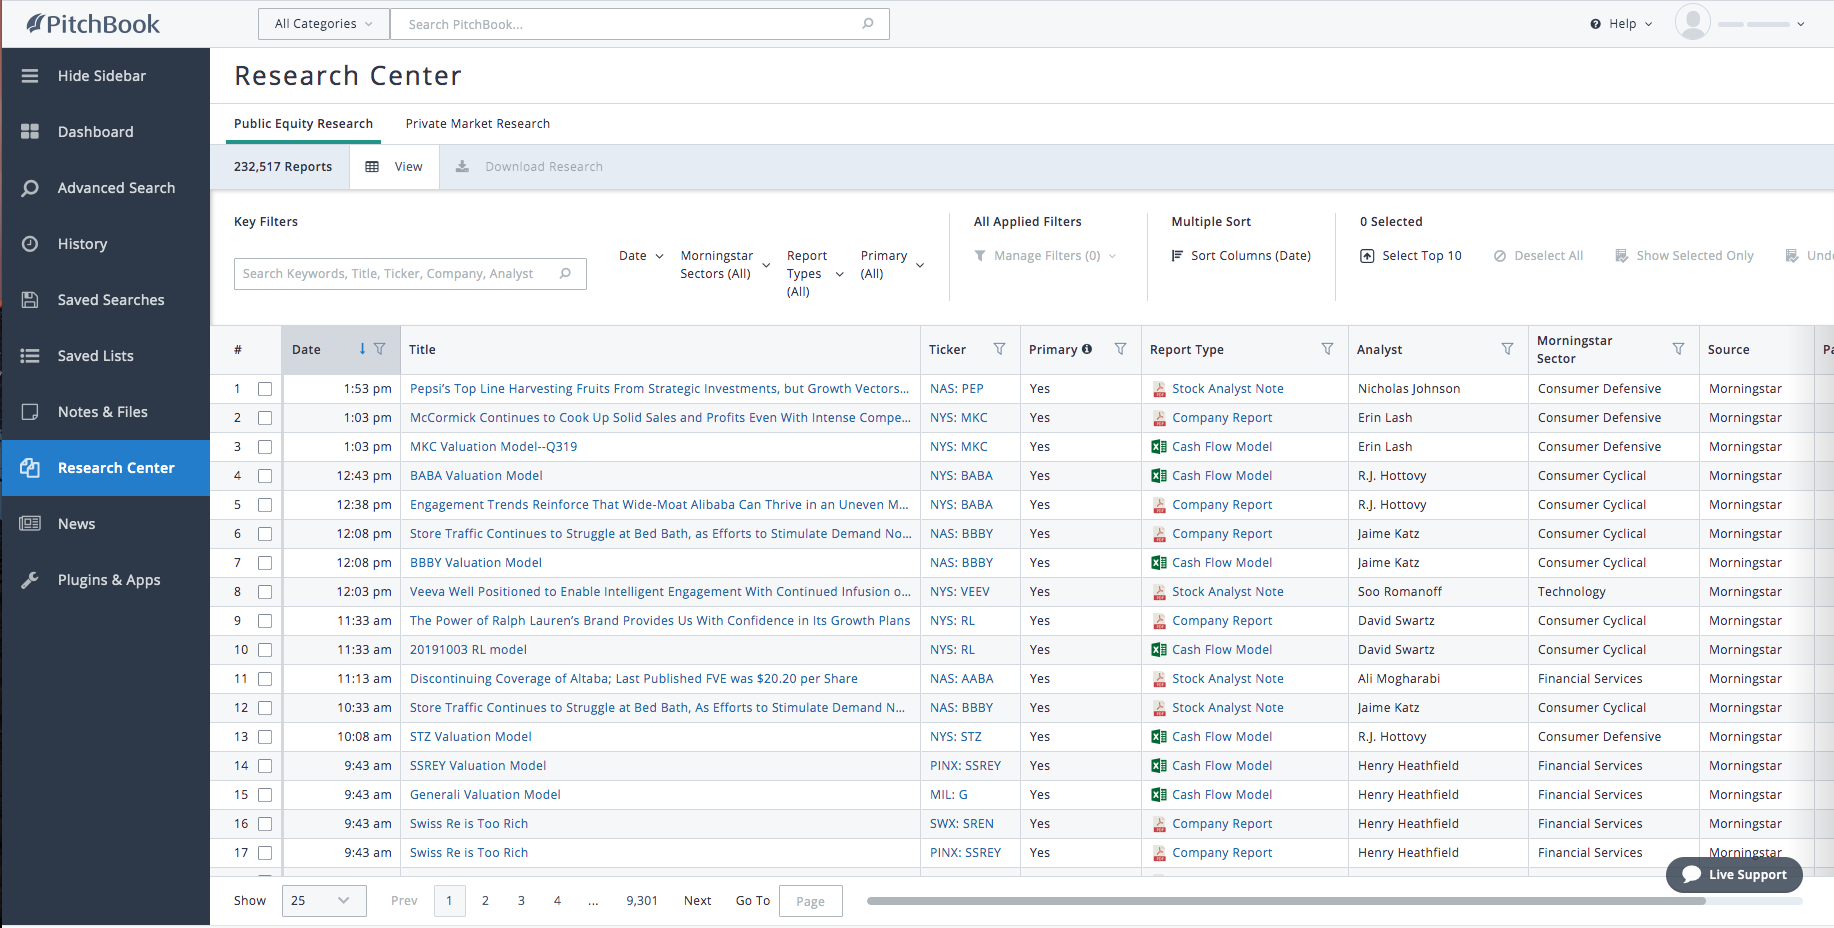 PitchBook
All Categories
Search PitchBook...
Help
Hide Sidebar
Dashboard
Advanced Search
History
Saved Searches
Saved Lists
Notes & Files
Research Center
News
Plugins & Apps
Research Center
Public Equity Research Private Market Research
232,517 Reports View Download Research
Key Filters
Search Keywords, Title, Ticker, Company, Analyst
Date
Morningstar
Sectors (All)
Report
Types
(All)
Primary
(All)
All Applied Filters
Manage Filters (0)
Multiple Sort
Sort Columns (Date)
0 Selected
Select Top 10 Deselect All Show Selected Only Und
# Date Title Ticker Primary Report Type Analyst Morningstar Sector Source Pa
1 1:53 pm Pepsi's Top Line Harvesting Fruits From Strategic Investments, but Growth Vectors... NAS: PEP Yes Stock Analyst Note Nicholas Johnson Consumer Defensive Morningstar
2 1:03 pm McCormick Continues to Cook Up Solid Sales and Profits Even With Intense Compe... NYS: MKC Yes Company Report Erin Lash Consumer Defensive Morningstar
3 1:03 pm MKC Valuation Model--Q319 NYS: MKC Yes Cash Flow Model Erin Lash Consumer Defensive Morningstar
4 12:43 pm BABA Valuation Model NYS: BABA Yes Cash Flow Model R.J. Hottovy Consumer Cyclical Morningstar
5 12:38 pm Engagement Trends Reinforce That Wide-Moat Alibaba Can Thrive in an Uneven M... NYS: BABA Yes Company Report R.J. Hottovy Consumer Cyclical Morningstar
6 12:08 pm Store Traffic Continues to Struggle at Bed Bath, as Efforts to Stimulate Demand No... NAS: BBBY Yes Company Report Jaime Katz Consumer Cyclical Morningstar
7 12:08 pm BBBY Valuation Model NAS: BBBY Yes Cash Flow Model Jaime Katz Consumer Cyclical Morningstar
8 12:03 pm Veeva Well Positioned to Enable Intelligent Engagement With Continued Infusion o... NYS: VEEV Yes Stock Analyst Note Soo Romanoff Technology Morningstar
9 11:33 am The Power of Ralph Lauren's Brand Provides Us With Confidence in Its Growth Plans NYS: RL Yes Company Report David Swartz Consumer Cyclical Morningstar
10 11:33 am 20191003 RL model NYS: RL Yes Cash Flow Model David Swartz Consumer Cyclical Morningstar
11 11:13 am Discontinuing Coverage of Altaba; Last Published FVE was $20.20 per Share NAS: AABA Yes Stock Analyst Note Ali Mogharabi Financial Services Morningstar
12 10:33 am Store Traffic Continues to Struggle at Bed Bath, As Efforts to Stimulate Demand N... NAS: BBBY Yes Stock Analyst Note Jaime Katz Consumer Cyclical Morningstar
13 10:08 am STZ Valuation Model NYS: STZ Yes Cash Flow Model R.J. Hottovy Consumer Defensive Morningstar
14 9:43 am SSREY Valuation Model PINX: SSREY Yes Cash Flow Model Henry Heathfield Financial Services Morningstar
15 9:43 am Generali Valuation Model MIL: G Yes Cash Flow Model Henry Heathfield Financial Services Morningstar
16 9:43 am Swiss Re is Too Rich SWX: SREN Yes Company Report Henry Heathfield Financial Services Morningstar
17 9:43 am Swiss Re is Too Rich PINX: SSREY Yes Company Report Henry Heathfield Financial Services Morningstar
Live Support
Show 25 Prev 1 2 3 4 ... 9,301 Next Go To Page